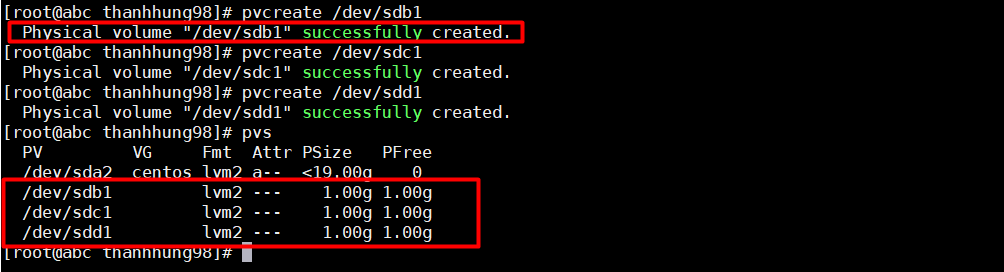 [root@abc thanhhung98]# pvcreate /dev/sdb1
  Physical volume "/dev/sdb1" successfully created.
[root@abc thanhhung98]# pvcreate /dev/sdc1
  Physical volume "/dev/sdc1" successfully created.
[root@abc thanhhung98]# pvcreate /dev/sdd1
  Physical volume "/dev/sdd1" successfully created.
[root@abc thanhhung98]# pvs
  PV         VG     Fmt  Attr PSize   PFree
  /dev/sda2  centos lvm2 a--  <19.00g    0
  /dev/sdb1         lvm2 ---    1.00g 1.00g
  /dev/sdc1         lvm2 ---    1.00g 1.00g
  /dev/sdd1         lvm2 ---    1.00g 1.00g
[root@abc thanhhung98]#